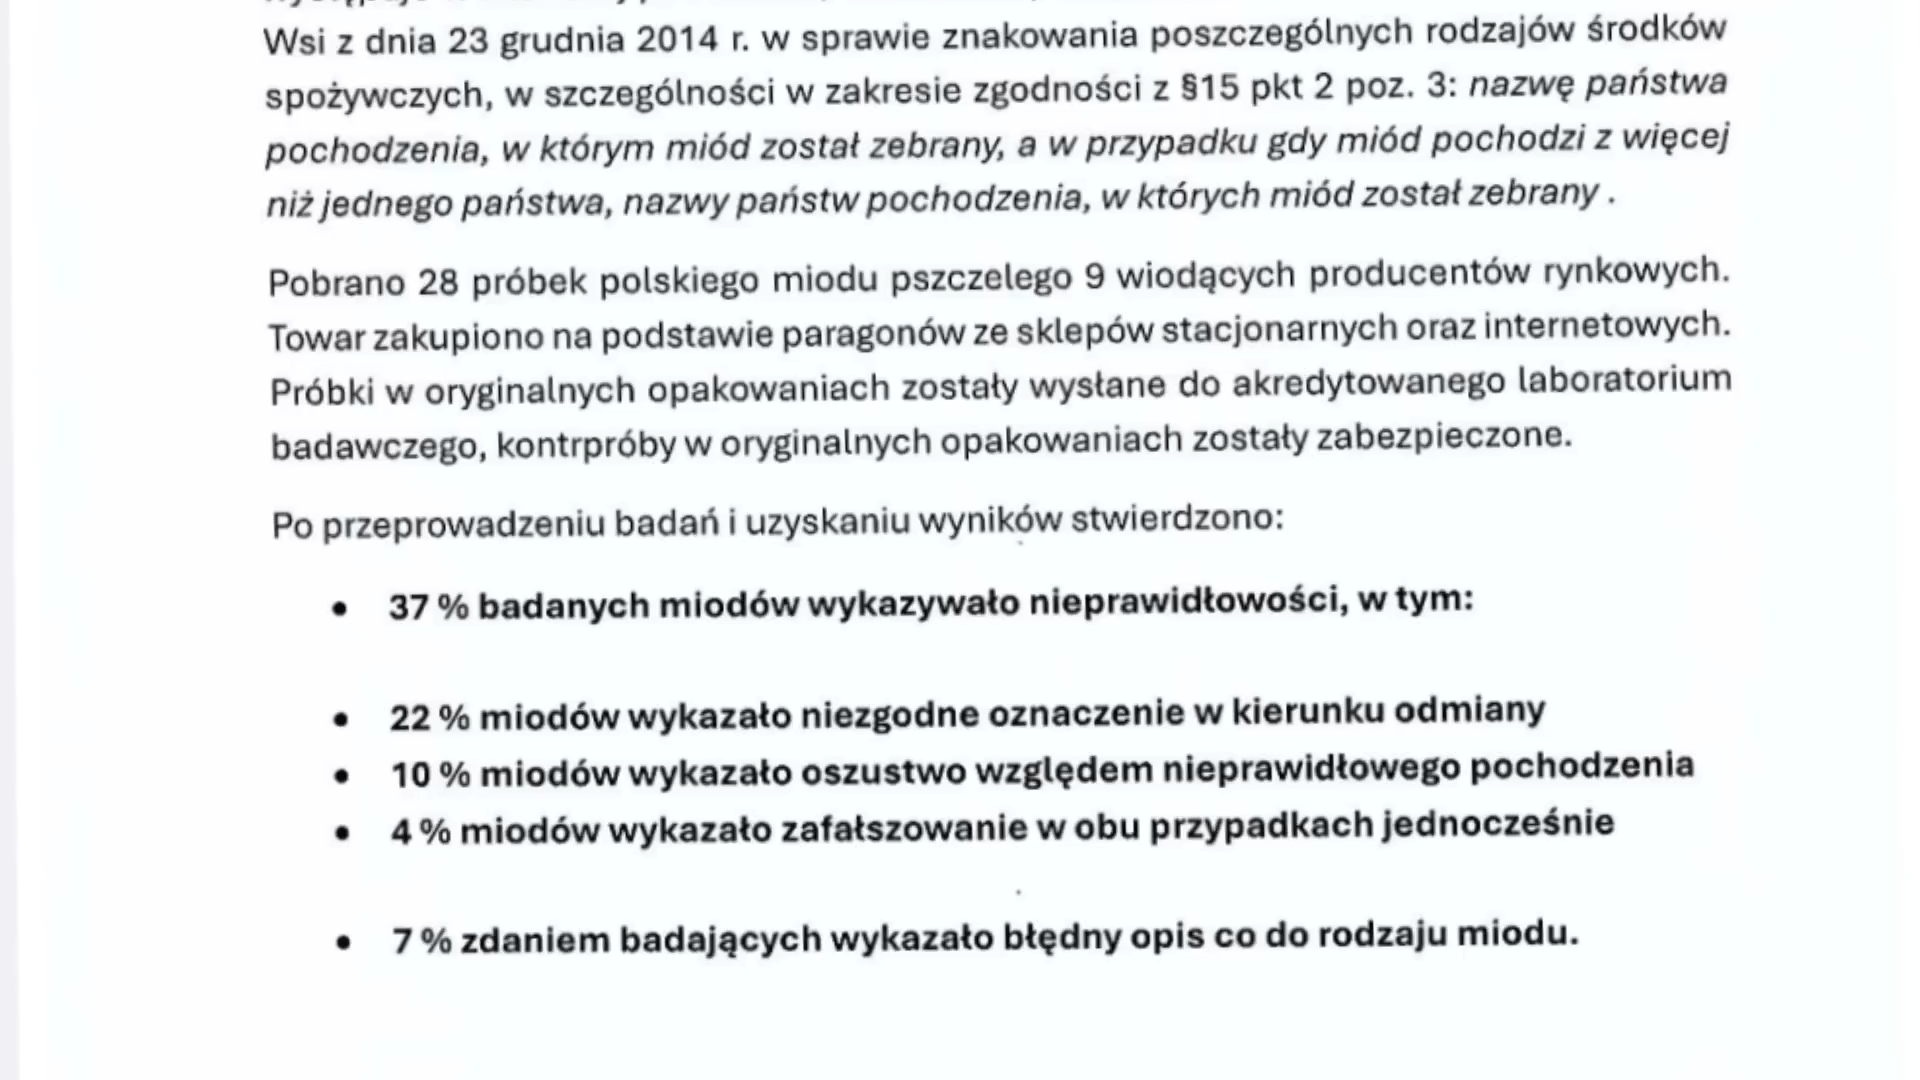 Wsi z dnia 23 grudnia 2014 r. w sprawie znakowania poszczególnych rodzajów środków
spożywczych, w szczególności w zakresie zgodności z §15 pkt 2 poz. 3: nazwę państwa
pochodzenia, w którym miód został zebrany, a w przypadku gdy miód pochodzi z więcej
niż jednego państwa, nazwy państw pochodzenia, w których miód został zebrany .
Pobrano 28 próbek polskiego miodu pszczelego 9 wiodących producentów rynkowych.
Towar zakupiono na podstawie paragonów ze sklepów stacjonarnych oraz internetowych.
Próbki w oryginalnych opakowaniach zostały wysłane do akredytowanego laboratorium
badawczego, kontrpróby w oryginalnych opakowaniach zostały zabezpieczone.
Po przeprowadzeniu badań i uzyskaniu wyników stwierdzono:
• 37 % badanych miodów wykazywało nieprawidłowości, w tym:
• 22 % miodów wykazało niezgodne oznaczenie w kierunku odmiany
• 10 % miodów wykazało oszustwo względem nieprawidłowego pochodzenia
• 4 % miodów wykazało zafałszowanie w obu przypadkach jednocześnie
• 7 % zdaniem badających wykazało błędny opis co do rodzaju miodu.